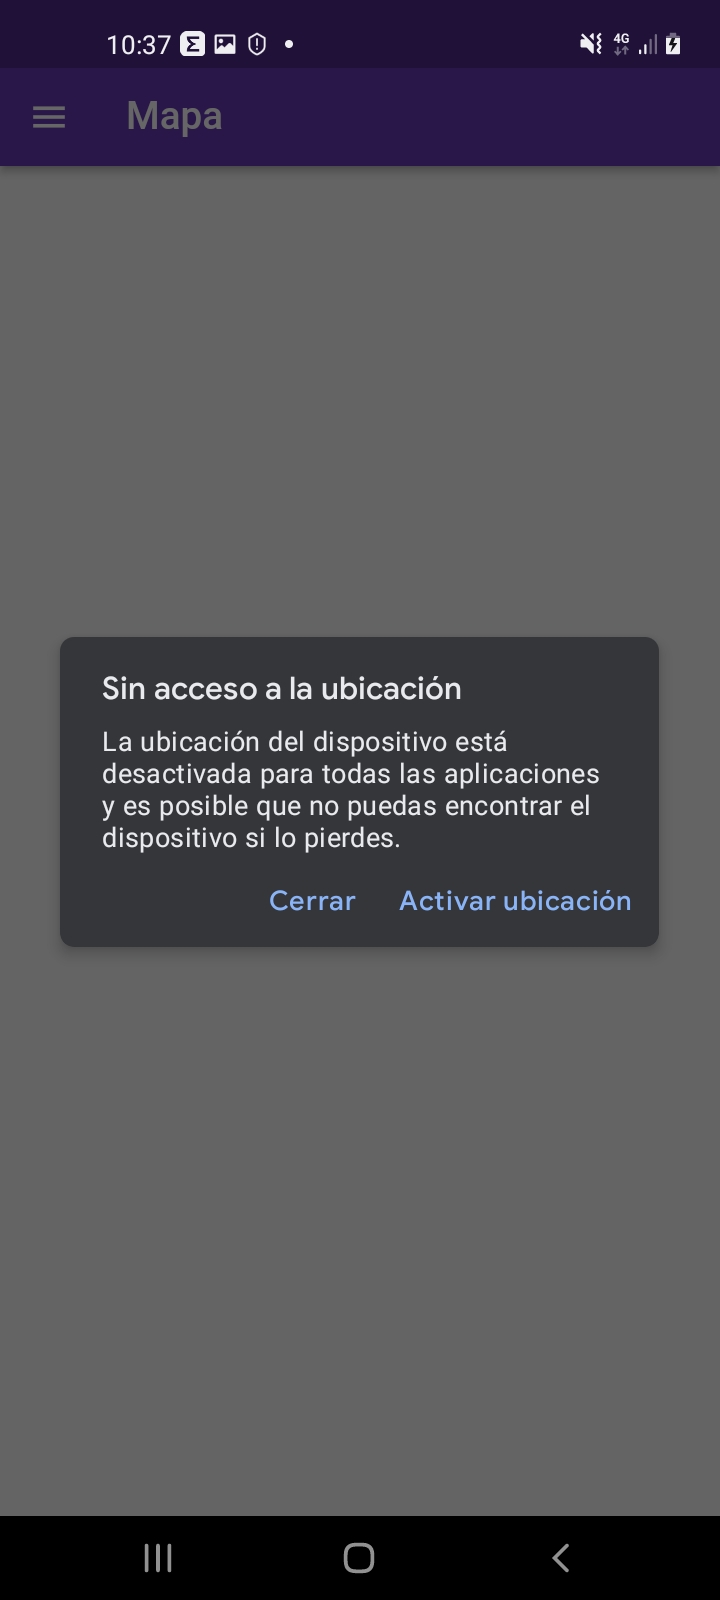 10:37
4G
Mapa
Sin acceso a la ubicación
La ubicación del dispositivo está
desactivada para todas las aplicaciones
y es posible que no puedas encontrar el
dispositivo si lo pierdes.
Cerrar Activar ubicación